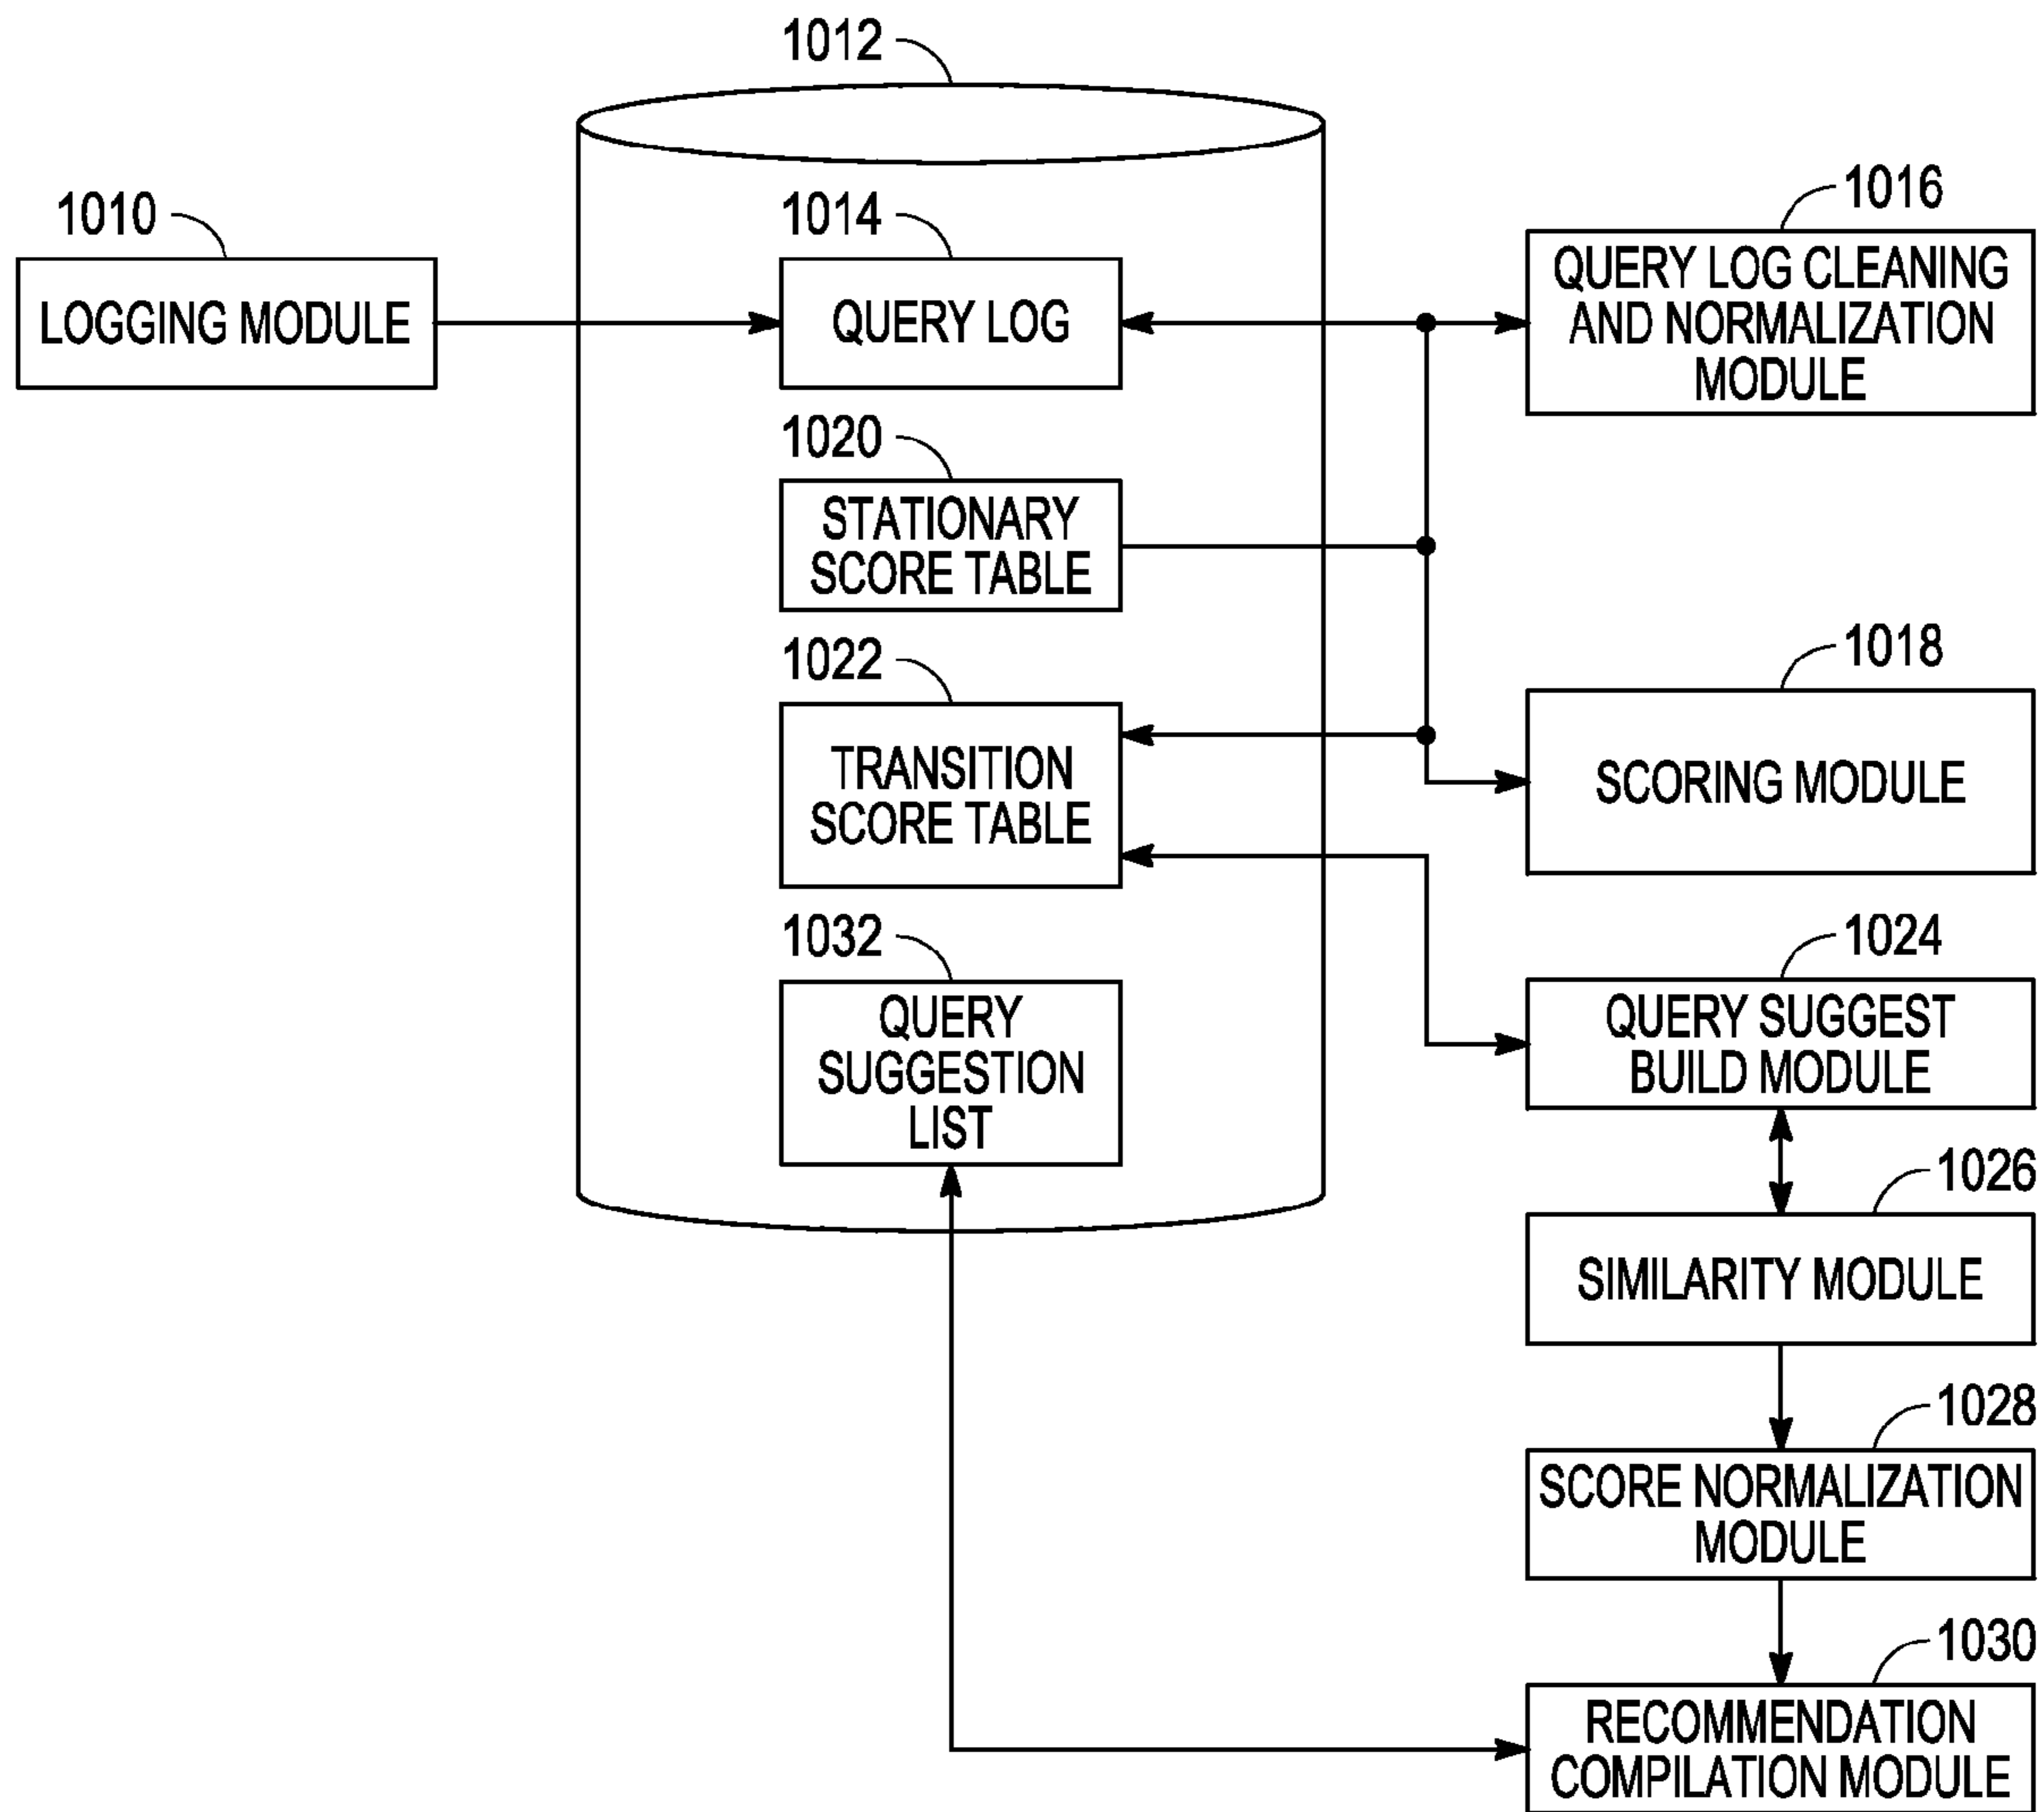 1012
1010
LOGGING MODULE
1014
QUERY LOG
1016
QUERY LOG CLEANING
AND NORMALIZATION
MODULE
1020
STATIONARY
SCORE TABLE
1022
TRANSITION
SCORE TABLE
1018
SCORING MODULE
1032
QUERY
SUGGESTION
LIST
1024
QUERY SUGGEST
BUILD MODULE
1026
SIMILARITY MODULE
1028
SCORE NORMALIZATION
MODULE
1030
RECOMMENDATION
COMPILATION MODULE